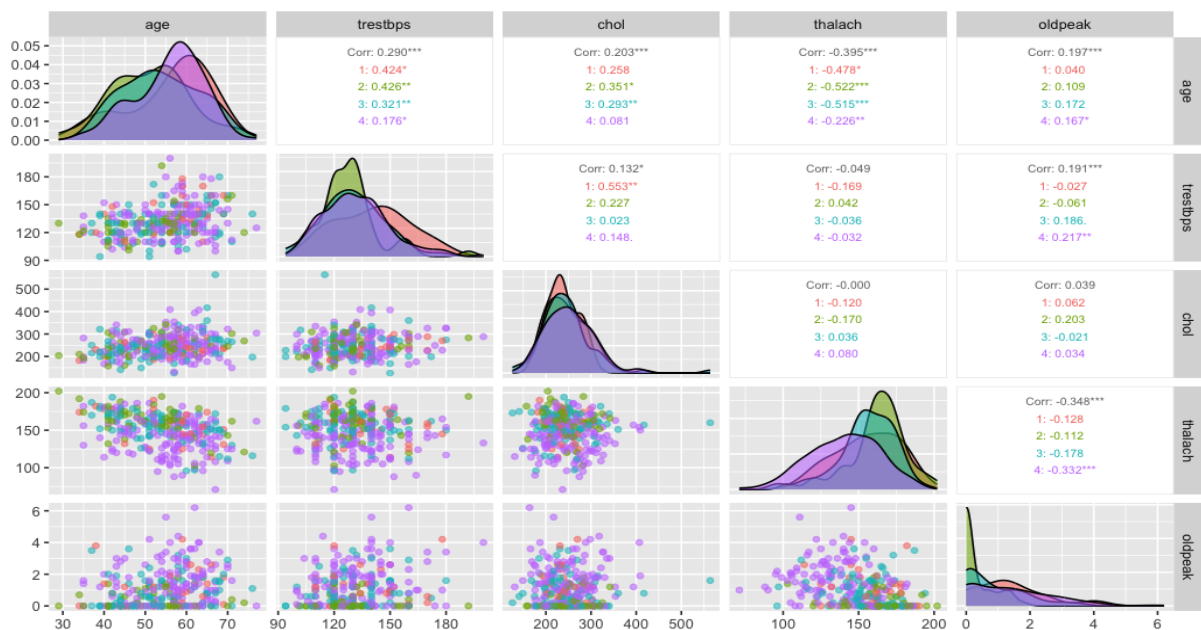 age
trestbps
chol
thalach
oldpeak
0.05
0.04
0.03
0.02
0.01
0.00
Corr: 0.290***
1: 0.424*
2: 0.426**
3: 0.321**
4: 0.176*
Corr: 0.203***
1: 0.258
2: 0.351*
3: 0.293**
4: 0.081
Corr: -0.395***
1: -0.478*
2: -0.522***
3: -0.515***
4: -0.226**
Corr: 0.197***
1: 0.040
2: 0.109
3: 0.172
4: 0.167*
age
180
150
120
90
Corr: 0.132*
1: 0.553**
2: 0.227
3: 0.023
4: 0.148.
Corr: -0.049
1: -0.169
2: 0.042
3: -0.036
4: -0.032
Corr: 0.191***
1: -0.027
2: -0.061
3: 0.186.
4: 0.217**
trestbps
500
400
300
200
Corr: -0.000
1: -0.120
2: -0.170
3: 0.036
4: 0.080
Corr: 0.039
1: 0.062
2: 0.203
3: -0.021
4: 0.034
chol
200
150
100
Corr: -0.348***
1: -0.128
2: -0.112
3: -0.178
4: -0.332***
thalach
6
4
2
0
oldpeak
30 40 50 60 70
90 120 150 180
200 300 400 500
100 150 200
0 2 4 6